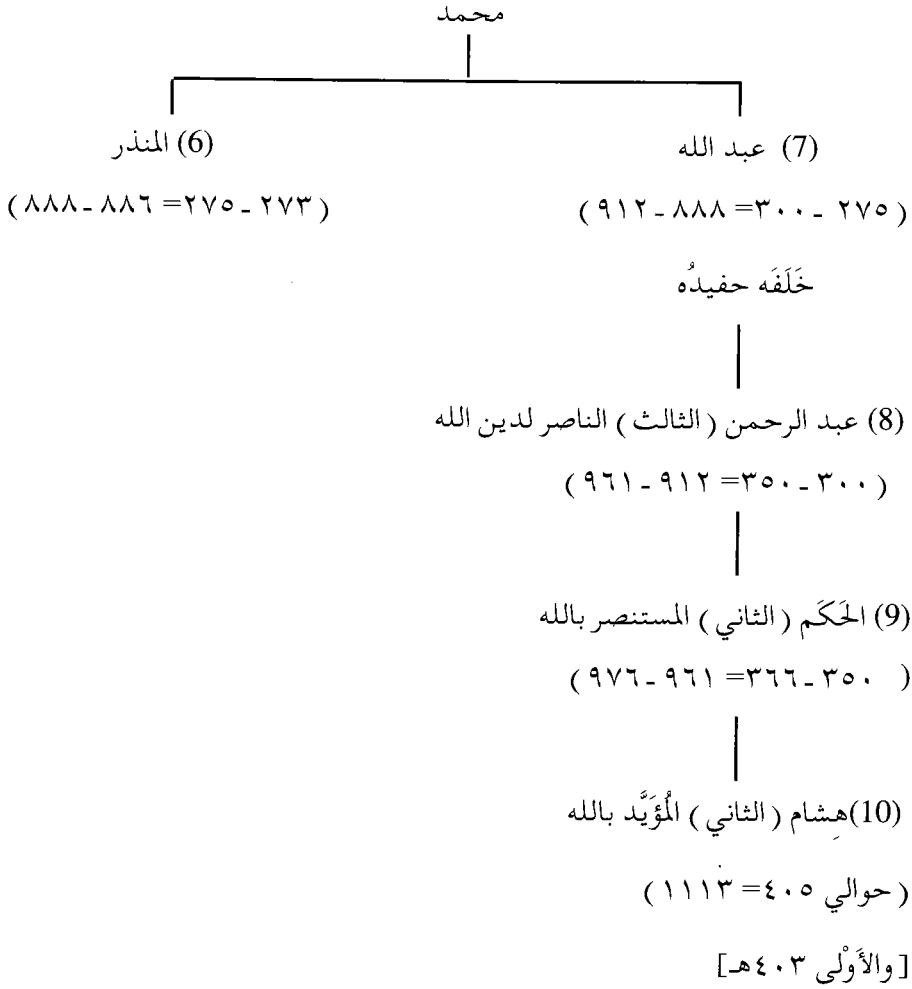 محمد
(7) عبد الله
(6) المنذر
(٢٧٥ - ٣٠٠= ٨٨٨ - ٩١٢)
(٢٧٣ - ٢٧٥= ٨٨٦ - ٨٨٨)
خَلَفَه حفيدُه
(8) عبد الرحمن (الثالث) الناصر لدين الله
(٣٠٠ - ٣٥٠= ٩١٢ - ٩٦١)
(9) الحَكَم (الثاني) المستنصر بالله
(٣٥٠ - ٣٦٦= ٩٦١ - ٩٧٦)
(10) هِشام (الثاني) المُؤَيَّد بالله
(حوالي ٤٠٥= ١١١٣)
[والأَوْلى ٤٠٣هـ]